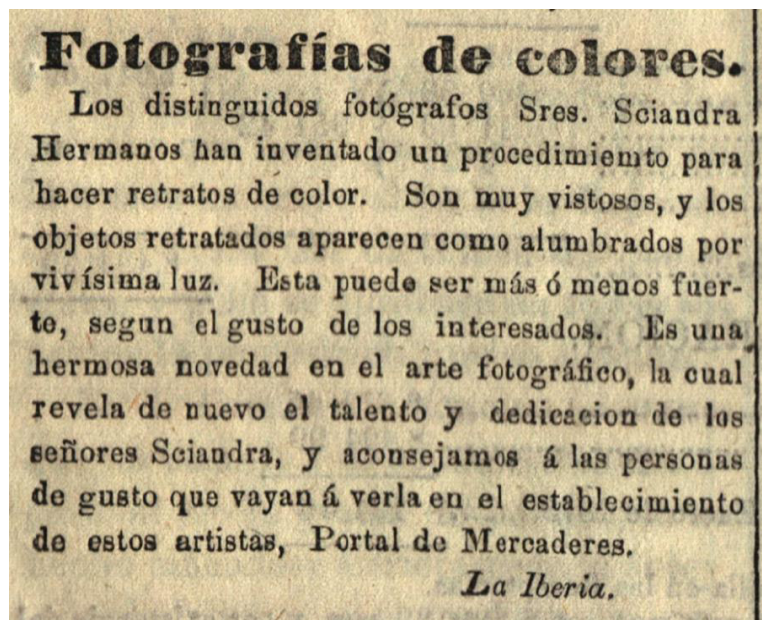 Fotografías de colores.
Los distinguidos fotógrafos Sres. Sciandra
Hermanos han inventado un procedimiemto para
hacer retratos de color. Son muy vistosos, y los
objetos retratados aparecen como alumbrados por
vivísima luz. Esta puede ser más ó menos fuer-
te, segun el gusto de los interesados. Es una
hermosa novedad en el arte fotográfico, la cual
revela de nuevo el talento y dedicacion de los
señores Sciandra, y aconsejamos á las personas
de gusto que vayan á verla en el establecimiento
de estos artistas, Portal de Mercaderes.
La Iberia.